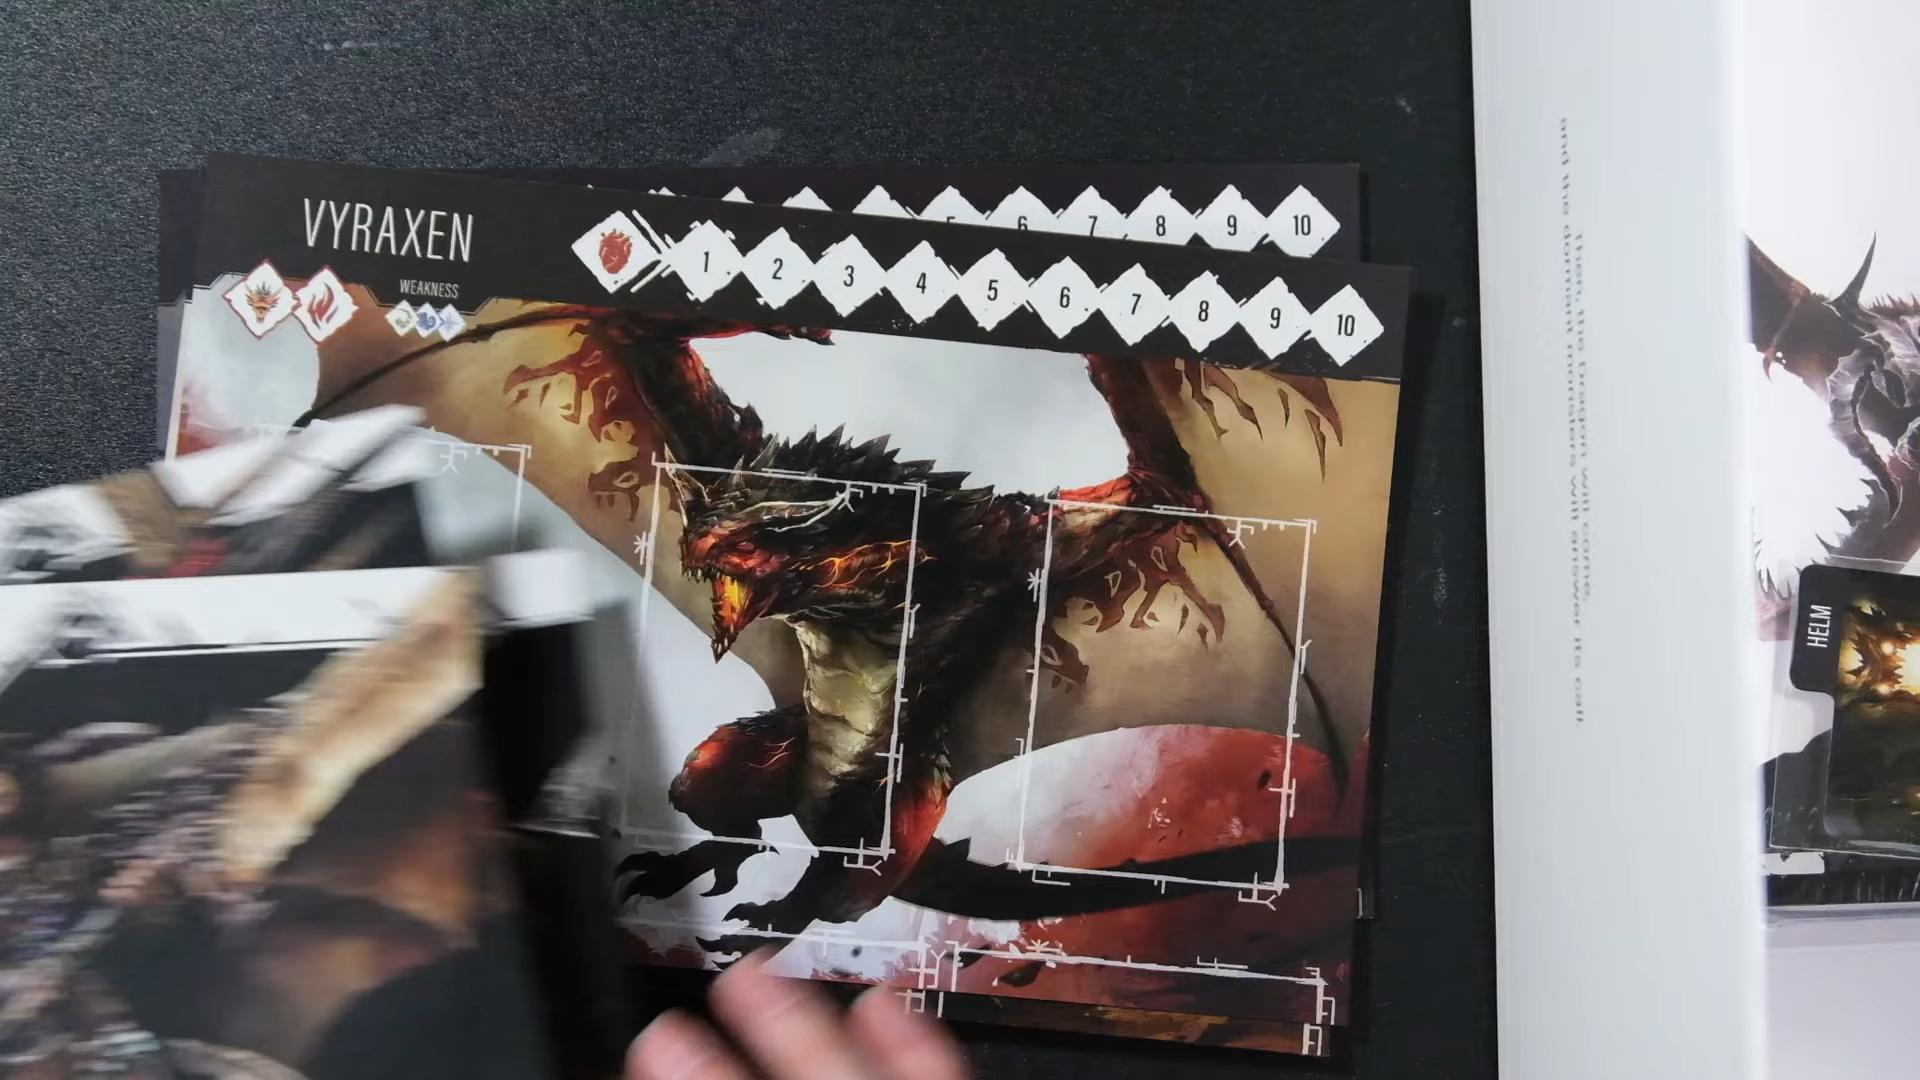 5 6 7 8 9 10
VYRAXEN
1 2 3 4 5 6 7 8 9 10
WEAKNESS
Then, the Dragon will come,
and the dormant monsters will answer its call.
HELM